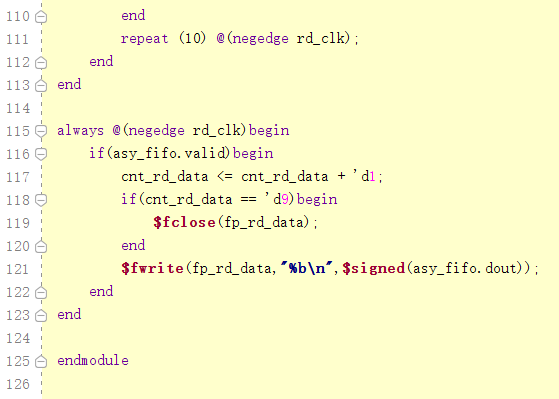 110 end
111 repeat (10) @(negedge rd_clk);
112 end
113 end
114
115 always @(negedge rd_clk)begin
116 if(asy_fifo.valid)begin
117 cnt_rd_data <= cnt_rd_data + 'd1;
118 if(cnt_rd_data == 'd9)begin
119 $fclose(fp_rd_data);
120 end
121 $fwrite(fp_rd_data,"%b\n",$signed(asy_fifo.dout));
122 end
123 end
124
125 endmodule
126